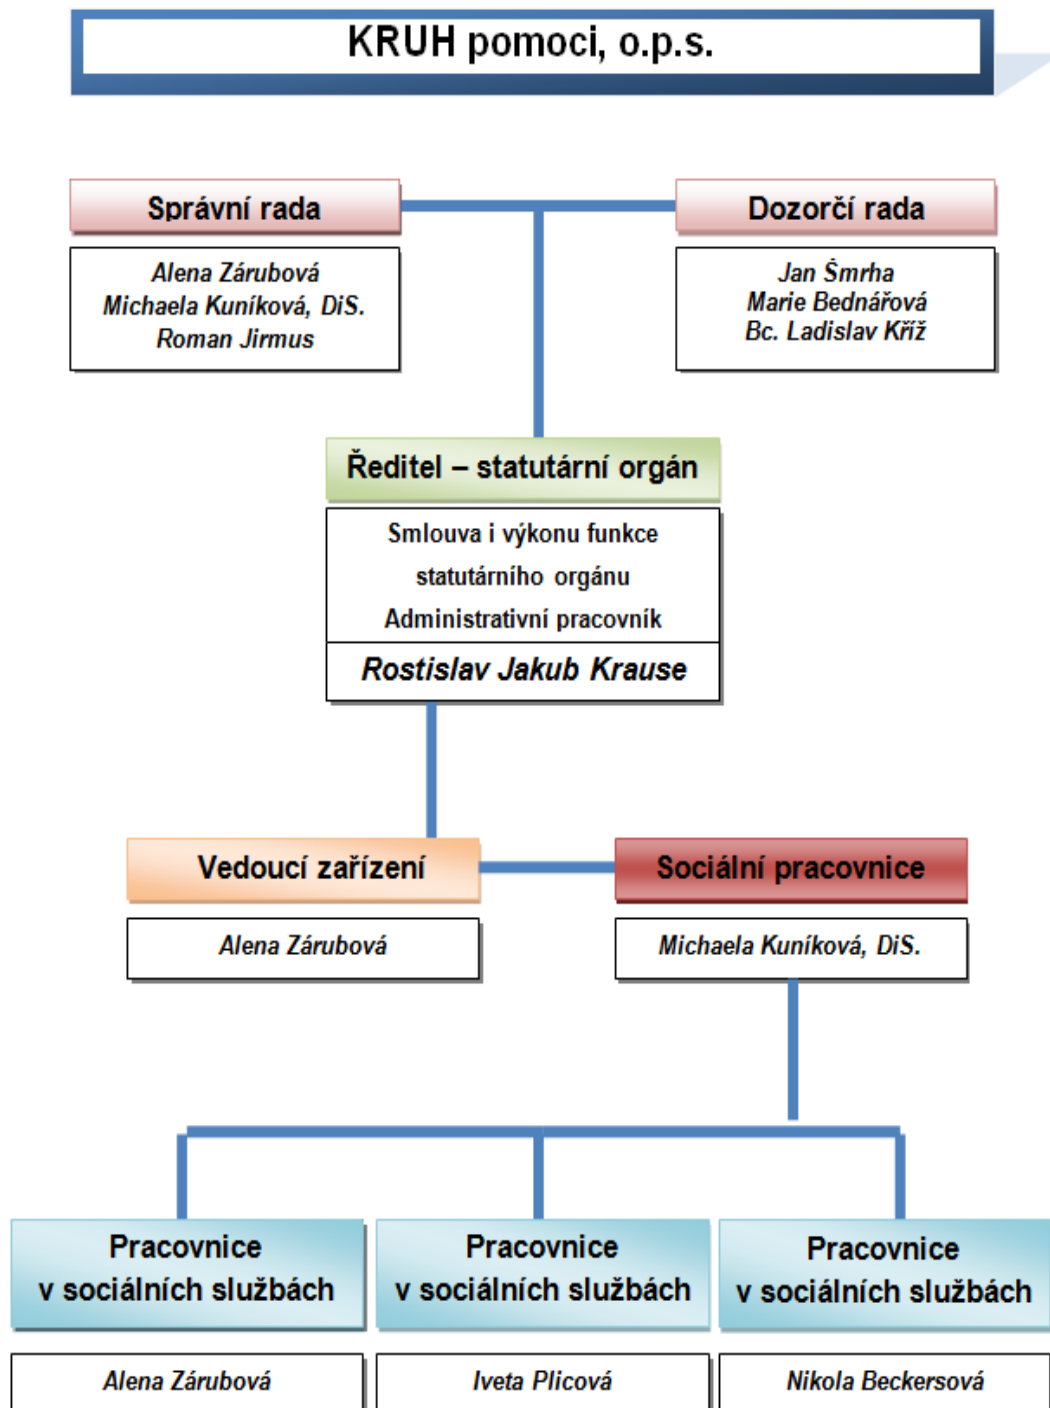 KRUH pomoci, o.p.s.
Správní rada
Alena Zárubová
Michaela Kuníková, DiS.
Roman Jirmus
Dozorčí rada
Jan Šmrha
Marie Bednářová
Bc. Ladislav Kříž
Ředitel – statutární orgán
Smlouva i výkonu funkce
statutárního orgánu
Administrativní pracovník
Rostislav Jakub Krause
Vedoucí zařízení
Alena Zárubová
Sociální pracovnice
Michaela Kuníková, DiS.
Pracovnice
v sociálních službách
Alena Zárubová
Pracovnice
v sociálních službách
Iveta Plicová
Pracovnice
v sociálních službách
Nikola Beckersová